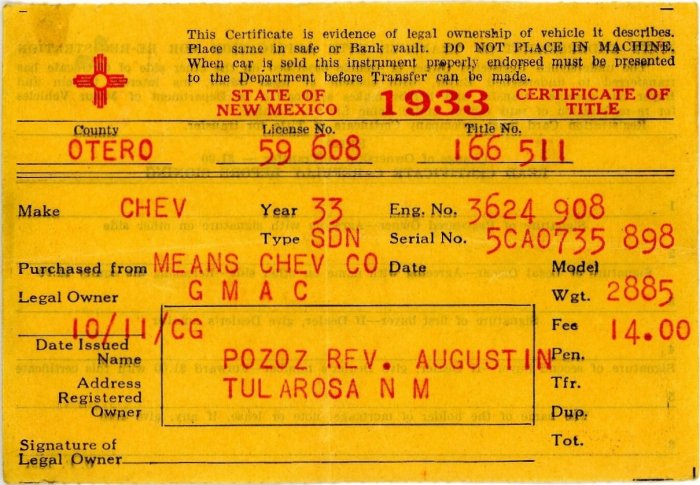 This Certificate is evidence of legal ownership of vehicle it describes.
Place same in safe or Bank vault. DO NOT PLACE IN MACHINE.
When car is sold this instrument properly endorsed must be presented
to the Department before Transfer can be made.
STATE OF NEW MEXICO 1933 CERTIFICATE OF TITLE
County License No. Title No.
OTERO 59 608 166 511
Make CHEV Year 33 Eng. No. 3624 908
Type SDN Serial No. 5CA0735 898
Purchased from MEANS CHEV CO Date Model
Legal Owner G M A C Wgt. 2885
10/11/CG Fee 14.00
Date Issued
Name POZOZ REV. AUGUSTIN Pen.
Address TULAROSA N M Tfr.
Registered
Owner Dup.
Signature of Tot.
Legal Owner